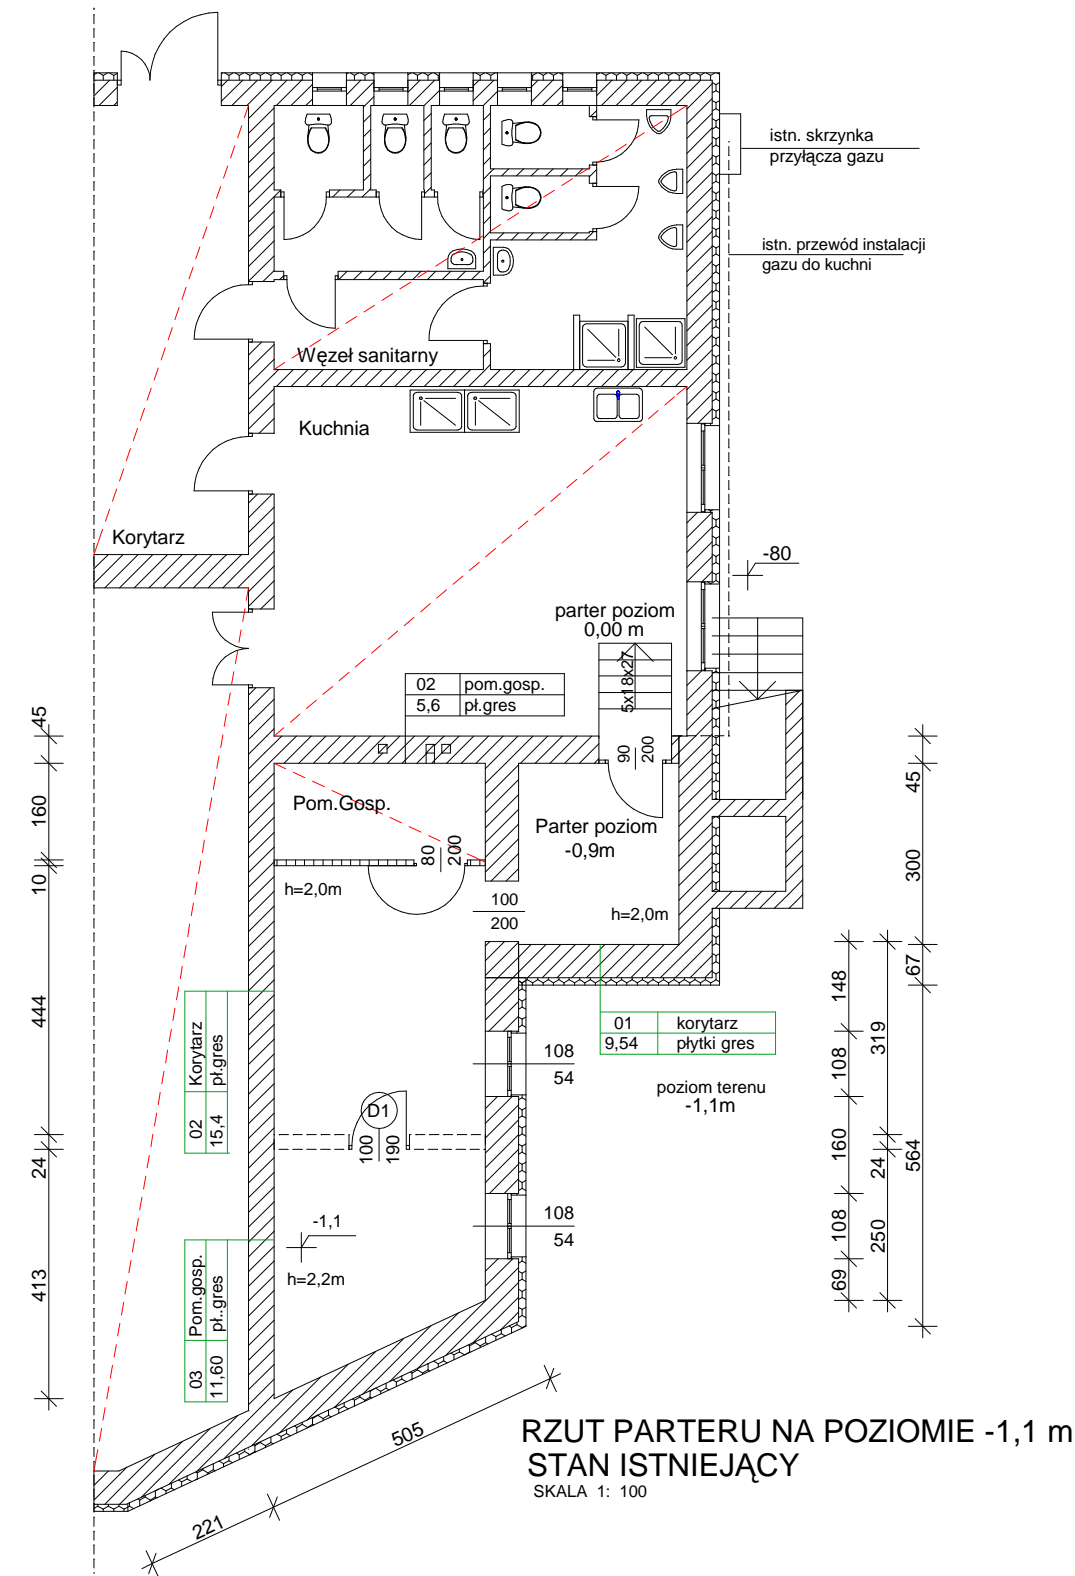 istn. skrzynka
przyłącza gazu
istn. przewód instalacji
gazu do kuchni
Węzeł sanitarny
Kuchnia
Korytarz
-80
parter poziom
0,00 m
5x18x27
02 pom.gosp.
5,6 pł.gres
90
200
Pom.Gosp.
80
200
Parter poziom
-0,9m
h=2,0m
100
200
h=2,0m
45
160
10
444
24
413
45
300
67
564
148
108
160
108
69
319
24
250
02 Korytarz
15,4 pł.gres
01 korytarz
9,54 płytki gres
108
54
poziom terenu
-1,1m
D1
100
190
108
54
-1,1
h=2,2m
03 Pom.gosp.
11,60 pł..gres
505
221
RZUT PARTERU NA POZIOMIE -1,1 m
STAN ISTNIEJĄCY
SKALA 1: 100